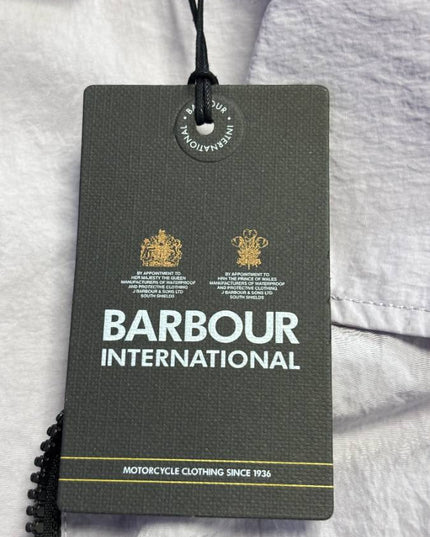 BARBOUR • INTERNATIONAL •
BY APPOINTMENT TO
HER MAJESTY THE QUEEN
MANUFACTURERS OF WATERPROOF
AND PROTECTIVE CLOTHING
J BARBOUR & SONS LTD
SOUTH SHIELDS
BY APPOINTMENT TO
HRH THE PRINCE OF WALES
MANUFACTURERS OF WATERPROOF
AND PROTECTIVE CLOTHING
J BARBOUR & SONS LTD
SOUTH SHIELDS
BARBOUR
INTERNATIONAL
MOTORCYCLE CLOTHING SINCE 1936